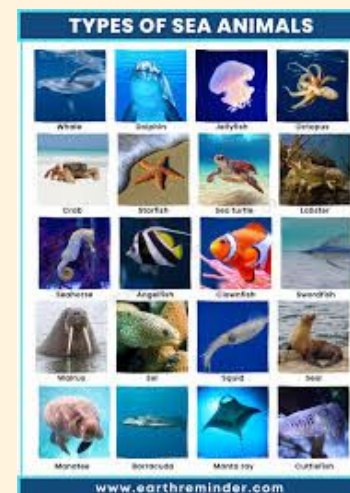 TYPES OF SEA ANIMALS
Whale Dolphin Jellyfish Octopus
Crab Starfish Sea turtle Lobster
Seahorse Angelfish Clownfish Swordfish
Walrus Eel Squid Seal
Manatee Barracuda Manta ray Cuttlefish
www.earthreminder.com